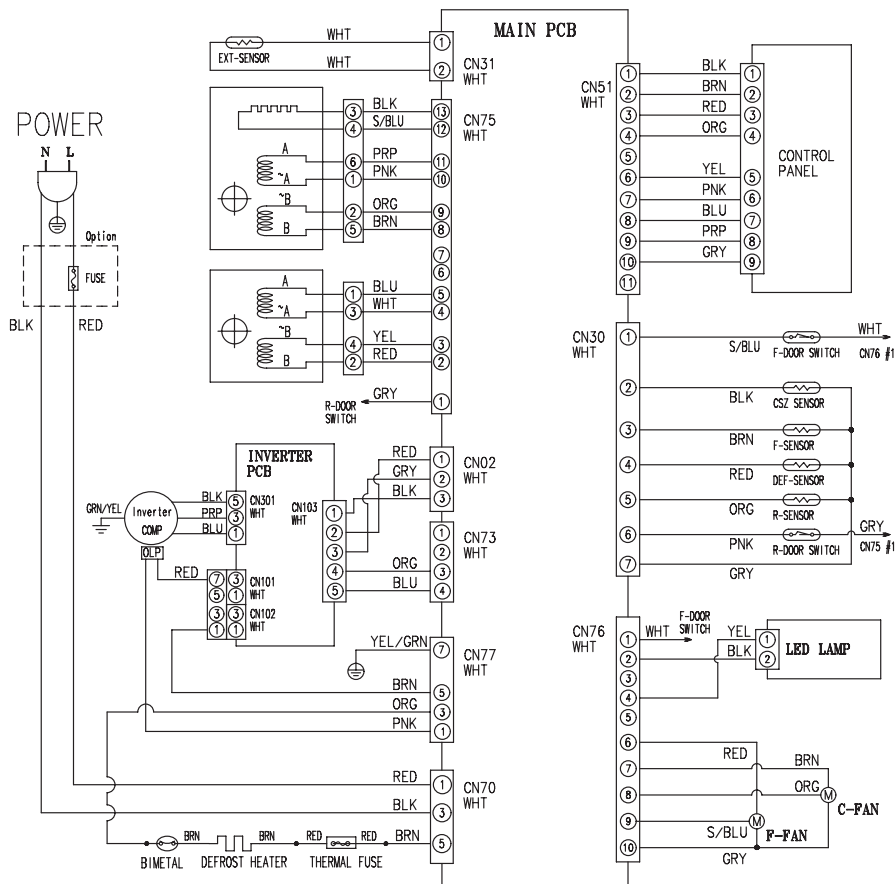 MAIN PCB
POWER
N L
Option
FUSE
BLK RED
WHT
EXT-SENSOR
WHT
1
2
CN31
WHT
3 BLK 13
4 S/BLU 12
CN75
WHT
A
~A
6 PRP 11
1 PNK 10
~B
B
2 ORG 9
5 BRN 8
7
6
A
~A
1 BLU 5
3 WHT 4
~B
B
4 YEL 3
2 RED 2
GRY 1
R-DOOR
SWITCH
INVERTER
PCB
RED 1
GRY 2
BLK 3
CN02
WHT
GRN/YEL
Inverter
COMP
OLP
BLK 5
PRP 3
BLU 1
CN301
WHT
CN103
WHT
1
2
3
4
5
1
2
ORG 3
BLU 4
CN73
WHT
RED 7 3
5 1
CN101
WHT
3 3
1 1
CN102
WHT
YEL/GRN 7
BRN 5
ORG 3
PNK 1
CN77
WHT
RED 1
BLK 3
BRN 5
CN70
WHT
BRN BRN RED RED
BIMETAL DEFROST HEATER THERMAL FUSE
CN51
WHT
1 BLK 1
2 BRN 2
3 RED 3
4 ORG 4
5
6 YEL 5
7 PNK 6
8 BLU 7
9 PRP 8
10 GRY 9
11
CONTROL
PANEL
CN30
WHT
1 S/BLU F-DOOR SWITCH WHT
CN76 #1
2 BLK CSZ SENSOR
3 BRN F-SENSOR
4 RED DEF-SENSOR
5 ORG R-SENSOR
6 PNK R-DOOR SWITCH GRY
CN75 #1
7 GRY
CN76
WHT
1 WHT
F-DOOR
SWITCH
2
3
4
5
6
7
8
9
10
YEL 1
BLK 2
LED LAMP
RED
BRN
ORG
M
C-FAN
M
S/BLU F-FAN
GRY